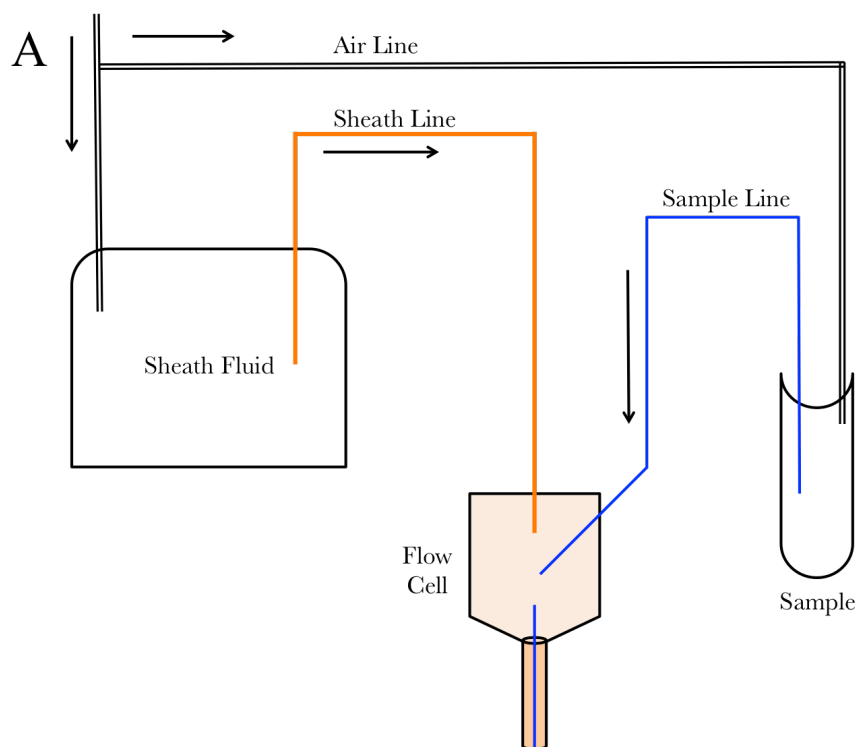 A
Air Line
Sheath Line
Sample Line
Sheath Fluid
Flow
Cell
Sample